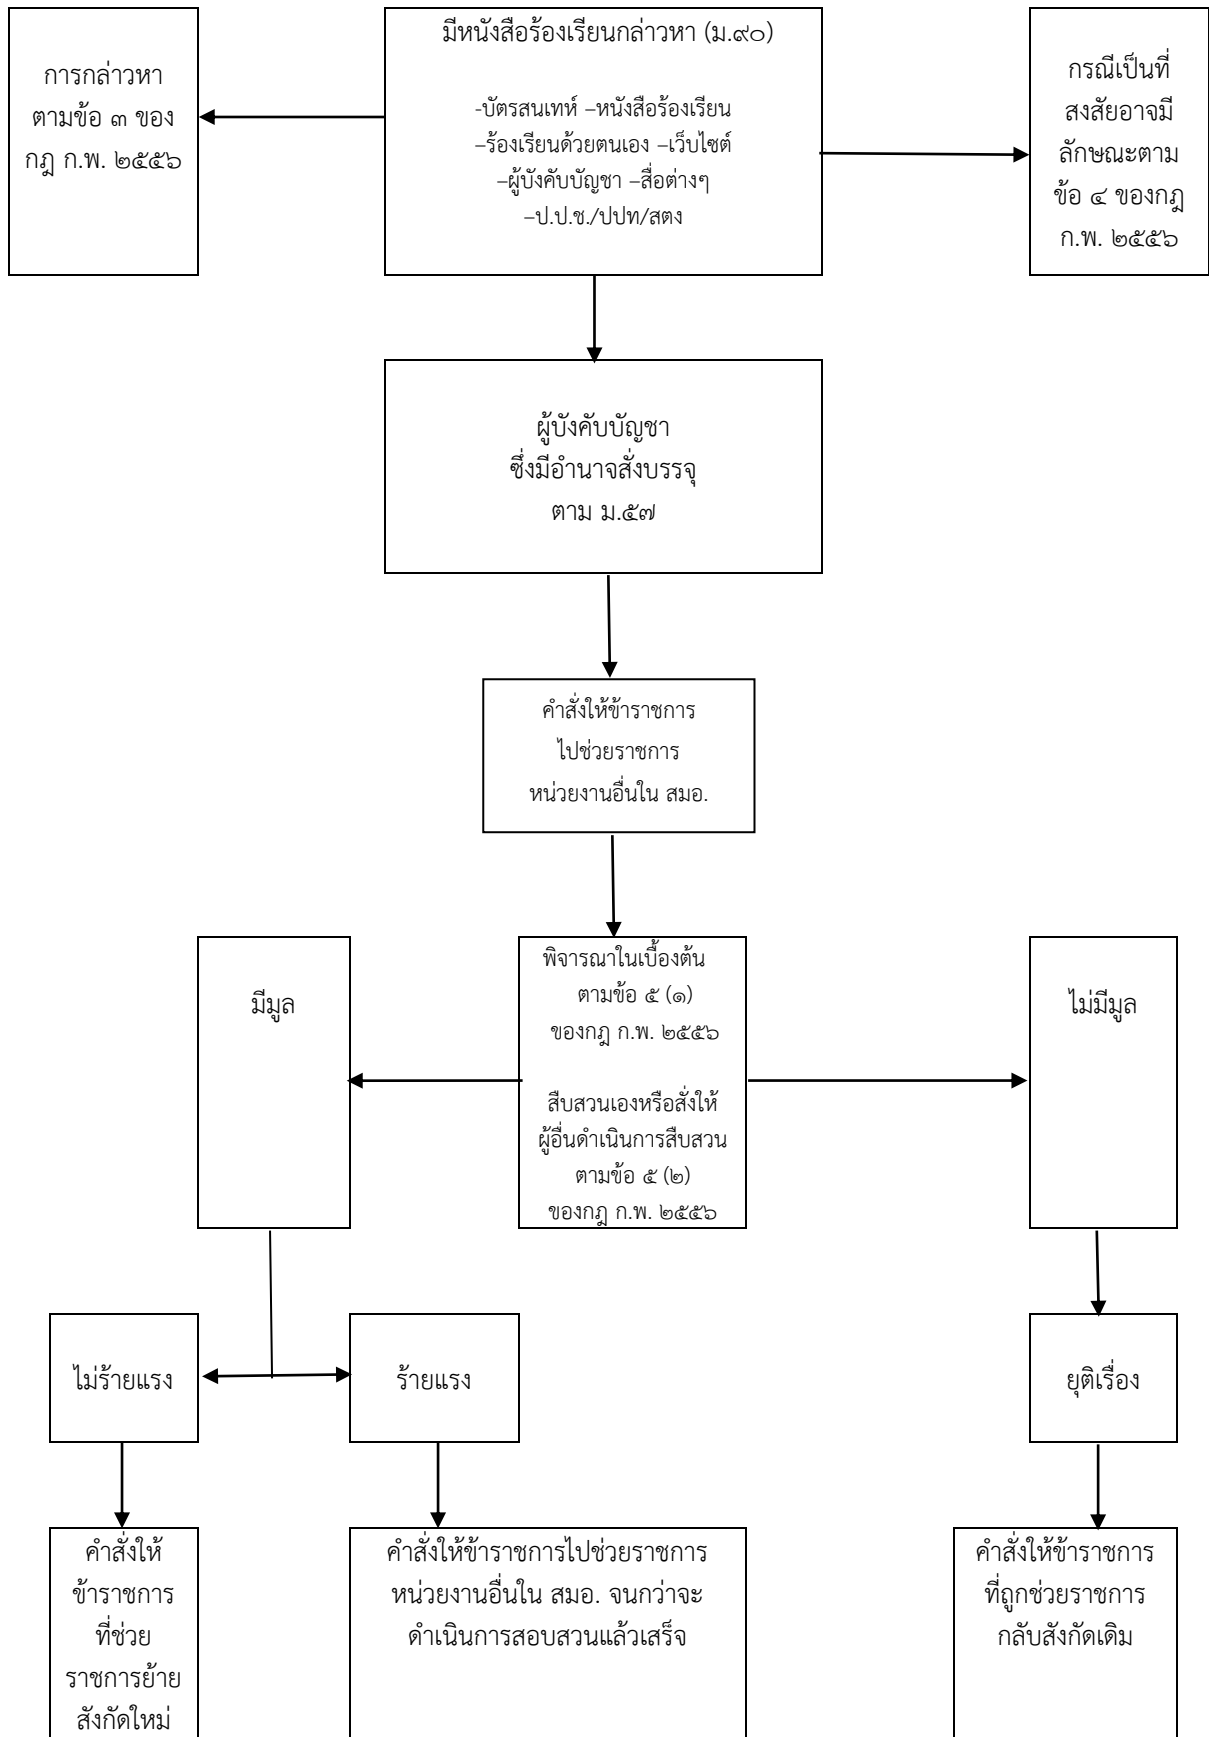 การกล่าวหา
ตามข้อ ๓ ของ
กฎ ก.พ. ๒๕๕๖
มีหนังสือร้องเรียนกล่าวหา (ม.๙๐)
-บัตรสนเทห์ –หนังสือร้องเรียน
–ร้องเรียนด้วยตนเอง –เว็บไซต์
–ผู้บังคับบัญชา –สื่อต่างๆ
–ป.ป.ช./ปปท/สตง
กรณีเป็นที่
สงสัยอาจมี
ลักษณะตาม
ข้อ ๔ ของกฎ
ก.พ. ๒๕๕๖
ผู้บังคับบัญชา
ซึ่งมีอำนาจสั่งบรรจุ
ตาม ม.๕๗
คำสั่งให้ข้าราชการ
ไปช่วยราชการ
หน่วยงานอื่นใน สมอ.
มีมูล
พิจารณาในเบื้องต้น
ตามข้อ ๕ (๑)
ของกฎ ก.พ. ๒๕๕๖
สืบสวนเองหรือสั่งให้
ผู้อื่นดำเนินการสืบสวน
ตามข้อ ๕ (๒)
ของกฎ ก.พ. ๒๕๕๖
ไม่มีมูล
ไม่ร้ายแรง
ร้ายแรง
ยุติเรื่อง
คำสั่งให้
ข้าราชการ
ที่ช่วย
ราชการย้าย
สังกัดใหม่
คำสั่งให้ข้าราชการไปช่วยราชการ
หน่วยงานอื่นใน สมอ. จนกว่าจะ
ดำเนินการสอบสวนแล้วเสร็จ
คำสั่งให้ข้าราชการ
ที่ถูกช่วยราชการ
กลับสังกัดเดิม